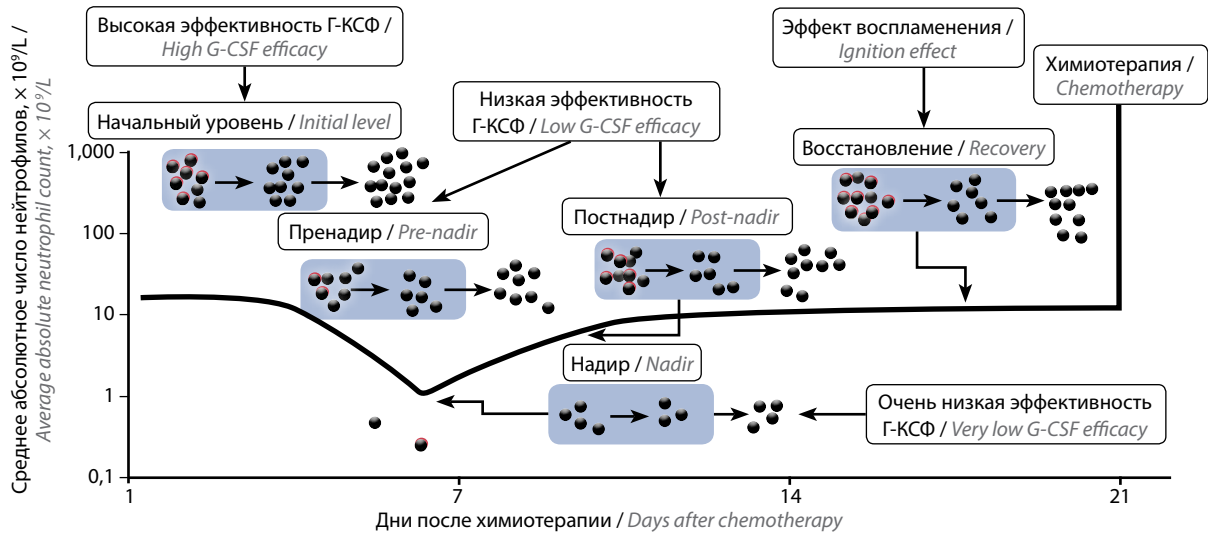 Среднее абсолютное число нейтрофилов, × 10⁹/L /
Average absolute neutrophil count, × 10⁹/L
Высокая эффективность Г-КСФ /
High G-CSF efficacy
Эффект воспламенения /
Ignition effect
Химиотерапия /
Chemotherapy
Низкая эффективность
Г-КСФ / Low G-CSF efficacy
Начальный уровень / Initial level
Восстановление / Recovery
Пренадир / Pre-nadir
Постнадир / Post-nadir
Надир / Nadir
Очень низкая эффективность
Г-КСФ / Very low G-CSF efficacy
1,000
100
10
1
0,1
1
7
14
21
Дни после химиотерапии / Days after chemotherapy